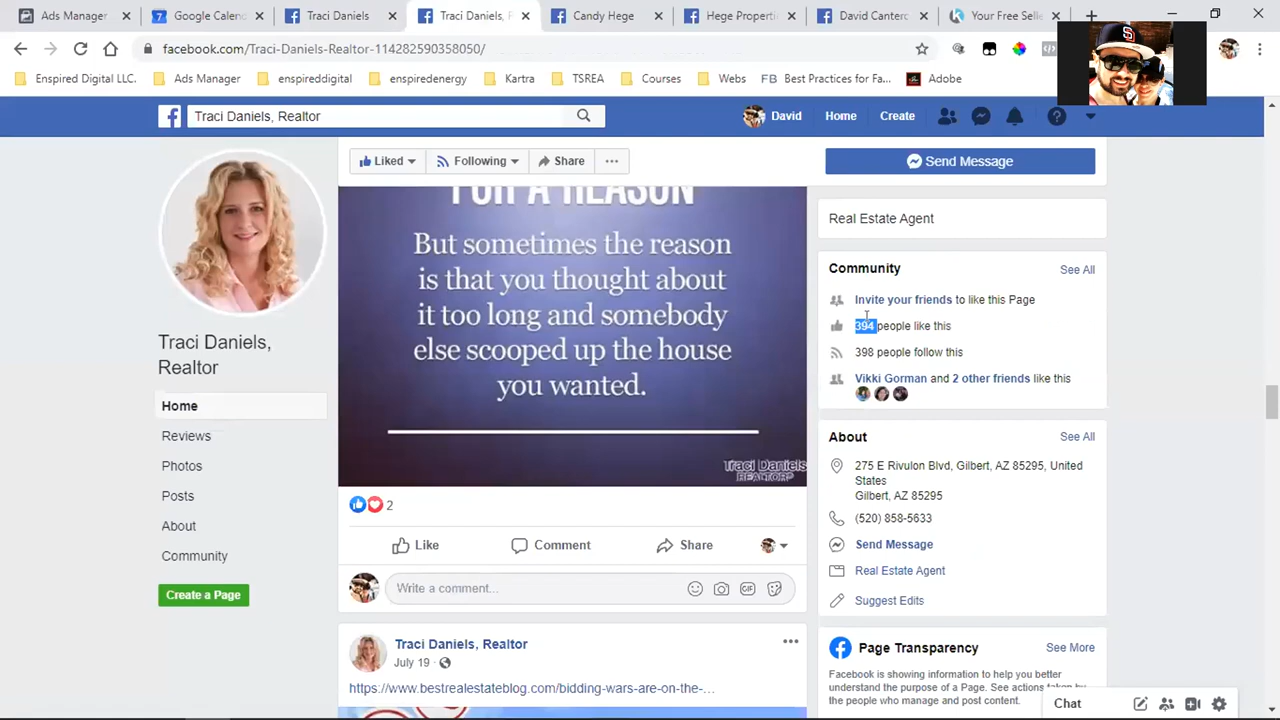 Ads Manager
Google Calen
Traci Daniels
Traci Daniels, F
Candy Hege
Hege Properti
David Canterc
Your Free Selle
facebook.com/Traci-Daniels-Realtor-114282590358050/
Enspired Digital LLC.
Ads Manager
enspireddigital
Enspiredrei
Kartra
TSREA
Courses
Webs
FB Best Practices for Fa...
Adobe
Traci Daniels, Realtor
David
Home
Create
Liked
Following
Share
Send Message
Traci Daniels,
Realtor
Home
Reviews
Photos
Posts
About
Community
Create a Page
FOR A REASON
But sometimes the reason
is that you thought about
it too long and somebody
else scooped up the house
you wanted.
Traci Daniels
REALTOR®
2
Like
Comment
Share
Write a comment...
GIF
Traci Daniels, Realtor
July 19
https://www.bestrealestateblog.com/bidding-wars-are-on-the-...
Real Estate Agent
Community
See All
Invite your friends to like this Page
394 people like this
398 people follow this
Vikki Gorman and 2 other friends like this
About
See All
275 E Rivulon Blvd, Gilbert, AZ 85295, United
States
Gilbert, AZ 85295
(520) 858-5633
Send Message
Real Estate Agent
Suggest Edits
Page Transparency
See More
Facebook is showing information to help you better
understand the purpose of a Page. See actions taken by
the people who manage and post content.
Chat